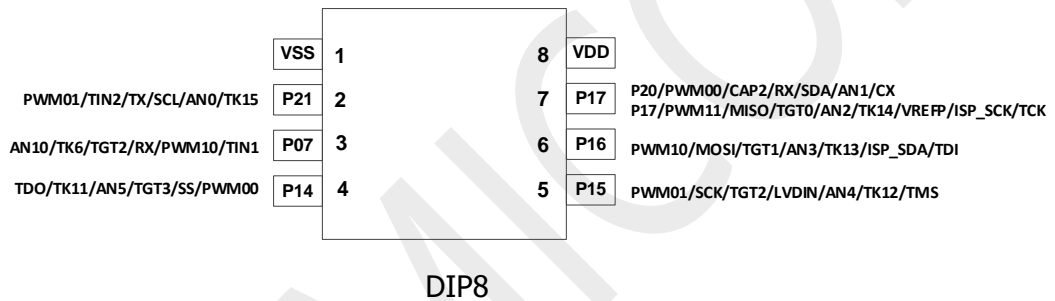 VSS 1 8 VDD
PWM01/TIN2/TX/SCL/AN0/TK15 P21 2 7 P17 P20/PWM00/CAP2/RX/SDA/AN1/CX
P17/PWM11/MISO/TGT0/AN2/TK14/VREFP/ISP_SCK/TCK
AN10/TK6/TGT2/RX/PWM10/TIN1 P07 3 6 P16 PWM10/MOSI/TGT1/AN3/TK13/ISP_SDA/TDI
TDO/TK11/AN5/TGT3/SS/PWM00 P14 4 5 P15 PWM01/SCK/TGT2/LVDIN/AN4/TK12/TMS
DIP8